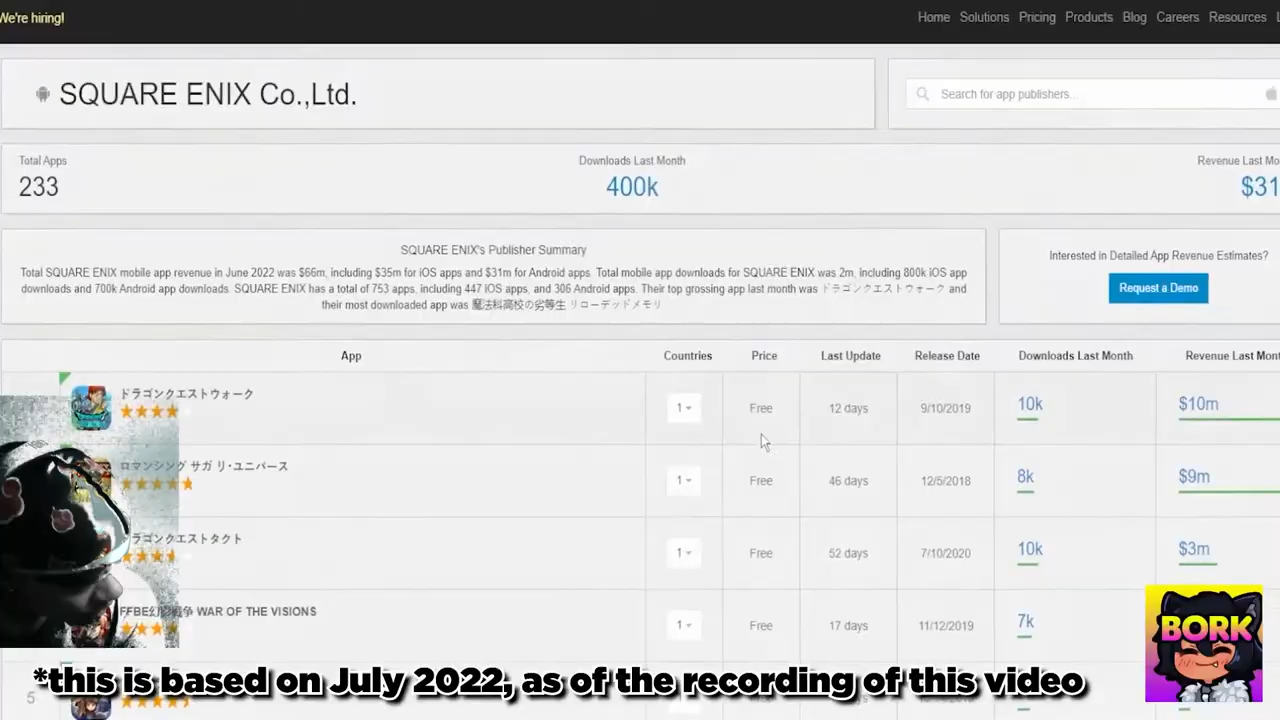 We're hiring!
Home Solutions Pricing Products Blog Careers Resources
SQUARE ENIX Co.,Ltd.
Search for app publishers...
Total Apps
Downloads Last Month
Revenue Last Mo
233
400k
$31
SQUARE ENIX's Publisher Summary
Total SQUARE ENIX mobile app revenue in June 2022 was $66m, including $35m for iOS apps and $31m for Android apps. Total mobile app downloads for SQUARE ENIX was 2m, including 800k iOS app
downloads and 700k Android app downloads. SQUARE ENIX has a total of 753 apps, including 447 iOS apps, and 306 Android apps. Their top grossing app last month was ドラゴンクエストウォーク and
their most downloaded app was 魔法科高校の劣等生 リローデッドメモリ
Interested in Detailed App Revenue Estimates?
Request a Demo
App Countries Price Last Update Release Date Downloads Last Month Revenue Last Mont
ドラゴンクエストウォーク
1 Free 12 days 9/10/2019 10k $10m
ロマンシング サガ リ・ユニバース
1 Free 46 days 12/5/2018 8k $9m
ラゴンクエストタクト
1 Free 52 days 7/10/2020 10k $3m
FFBE幻影戦争 WAR OF THE VISIONS
1 Free 17 days 11/12/2019 7k
BORK
*this is based on July 2022, as of the recording of this video
5